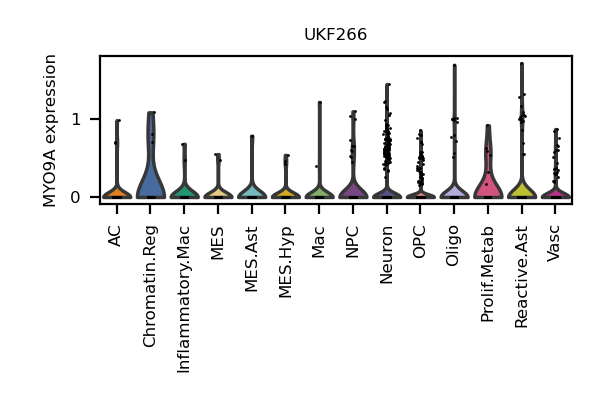 UKF266
MYO9A expression
1
0
AC
Chromatin.Reg
Inflammatory.Mac
MES
MES.Ast
MES.Hyp
Mac
NPC
Neuron
OPC
Oligo
Prolif.Metab
Reactive.Ast
Vasc